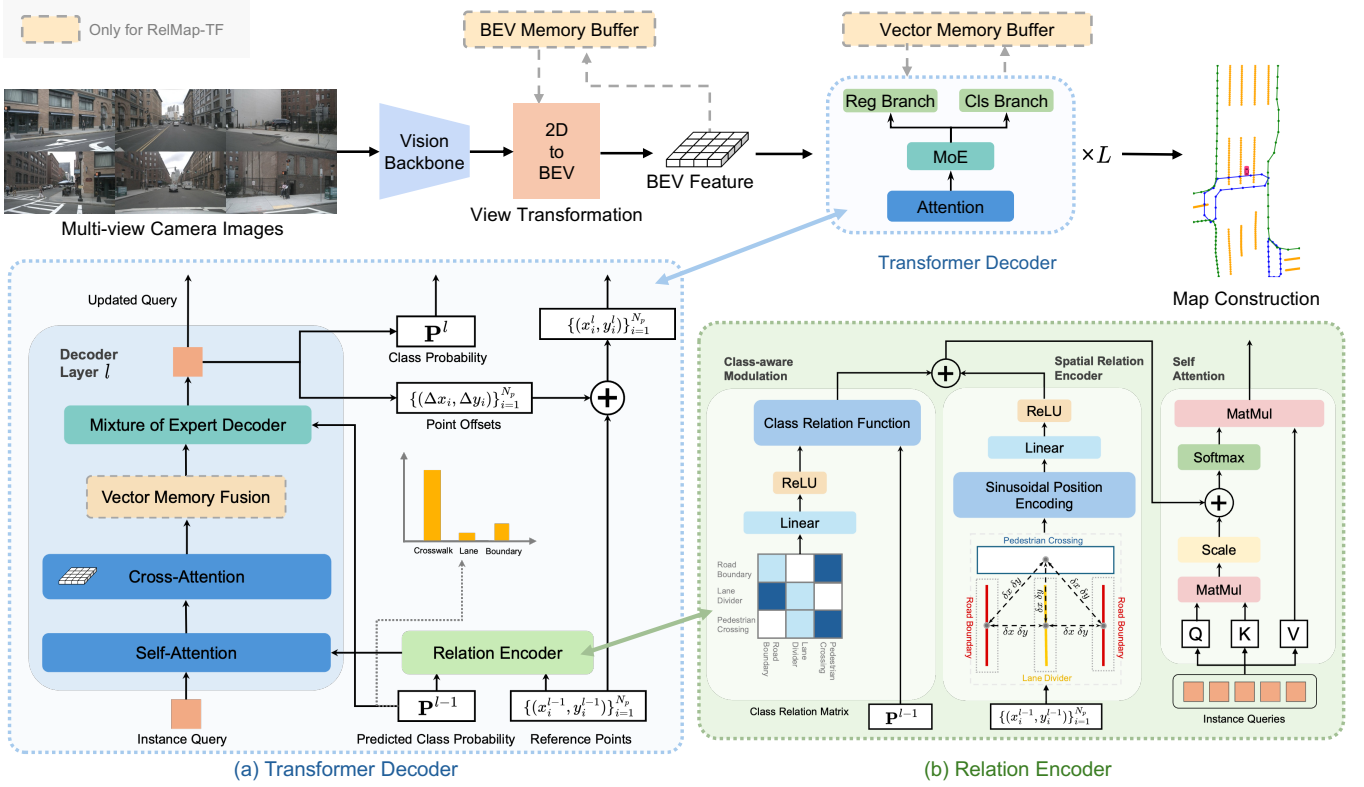 Only for RelMap-TF
BEV Memory Buffer
Vector Memory Buffer
Reg Branch
Cls Branch
Vision
Backbone
2D
to
BEV
MoE
Attention
×L
BEV Feature
View Transformation
Multi-view Camera Images
Transformer Decoder
Map Construction
Updated Query
Decoder
Layer l
P^l
Class Probability
{(x_i^l, y_i^l)}_{i=1}^{N_p}
{(Δx_i, Δy_i)}_{i=1}^{N_p}
Point Offsets
Mixture of Expert Decoder
Vector Memory Fusion
Cross-Attention
Self-Attention
Crosswalk
Lane
Boundary
Relation Encoder
P^{l-1}
{(x_i^{l-1}, y_i^{l-1})}_{i=1}^{N_p}
Instance Query
Predicted Class Probability
Reference Points
(a) Transformer Decoder
Class-aware
Modulation
Class Relation Function
ReLU
Linear
Road
Boundary
Lane
Divider
Pedestrian
Crossing
Road
Boundary
Lane
Divider
Pedestrian
Crossing
Class Relation Matrix
P^{l-1}
Spatial Relation
Encoder
ReLU
Linear
Sinusoidal Position
Encoding
Pedestrian Crossing
δx δy
δx δy
δx δy
δx δy
δx δy
Road Boundary
Road Boundary
Lane Divider
{(x_i^{l-1}, y_i^{l-1})}_{i=1}^{N_p}
Self
Attention
MatMul
Softmax
Scale
MatMul
Q
K
V
Instance Queries
(b) Relation Encoder